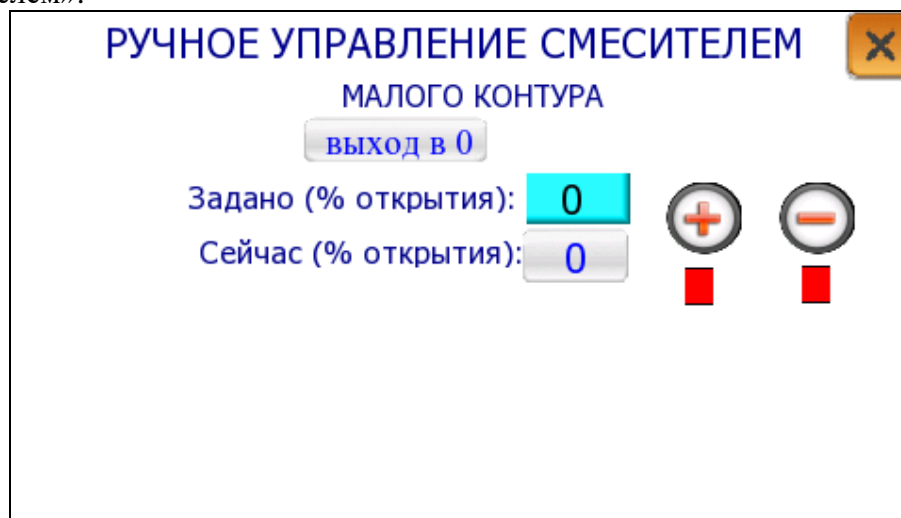 РУЧНОЕ УПРАВЛЕНИЕ СМЕСИТЕЛЕМ
МАЛОГО КОНТУРА
выход в 0
Задано (% открытия): 0
Сейчас (% открытия): 0